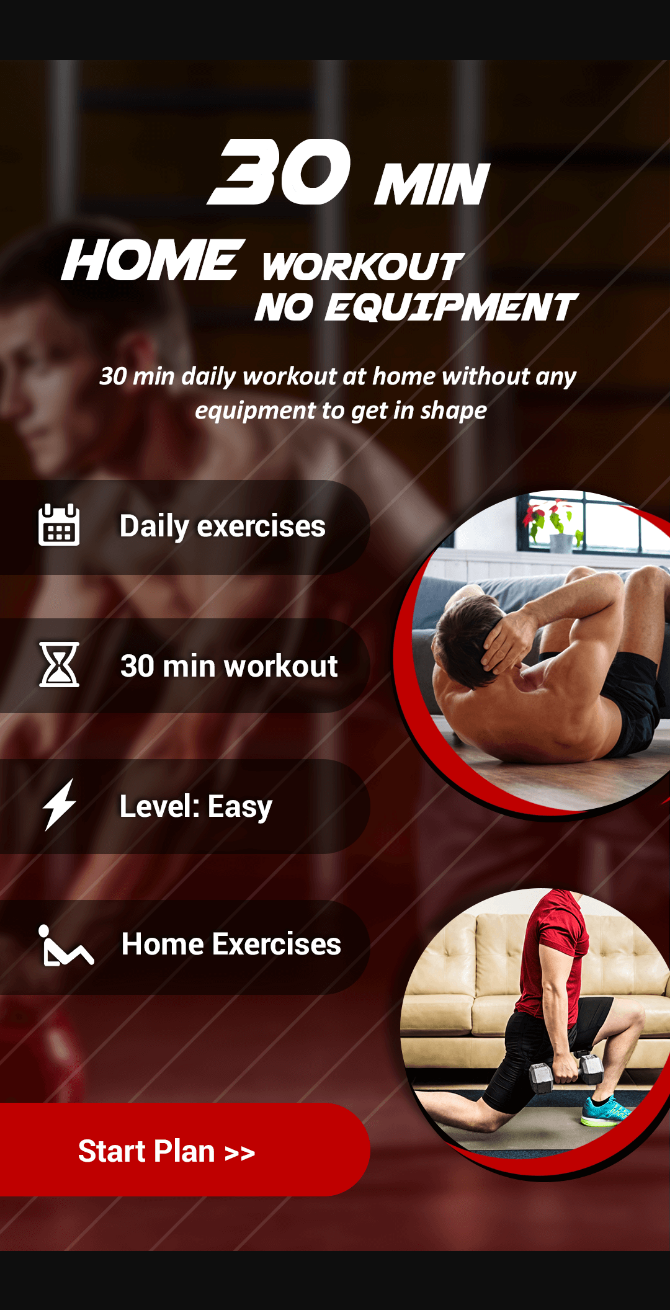 30 MIN
HOME WORKOUT
NO EQUIPMENT
30 min daily workout at home without any
equipment to get in shape
Daily exercises
30 min workout
Level: Easy
Home Exercises
Start Plan >>